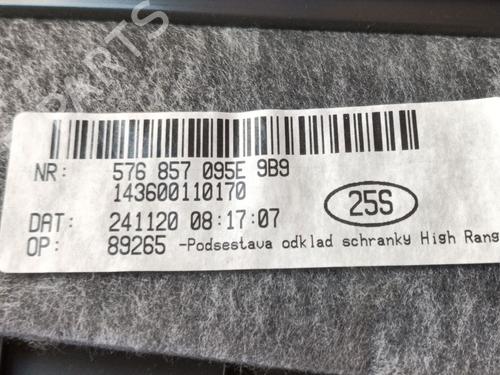 PARTS
NR: 576 857 095E 9B9
143600110170
25S
DAT: 241120 08:17:07
OP: 89265 -Podsestava odklad schranky High Rang